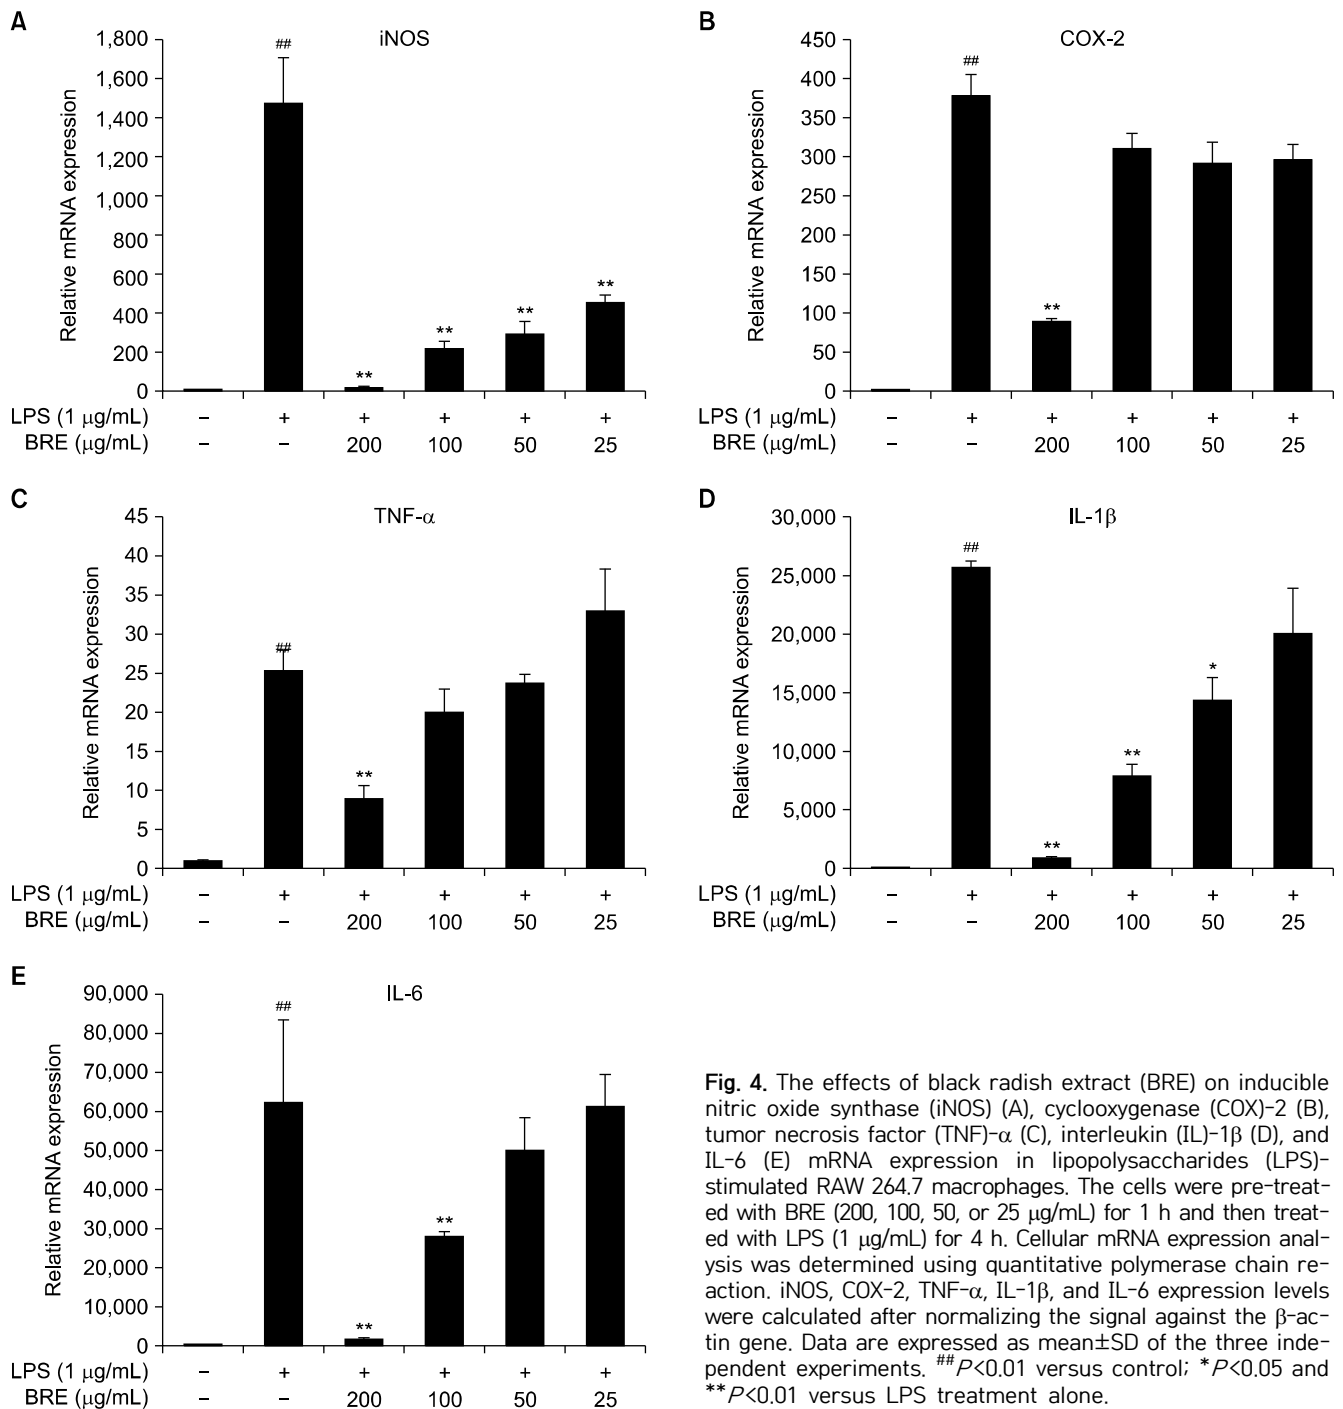 A
iNOS
Relative mRNA expression
1,800
1,600
1,400
1,200
1,000
800
600
400
200
0
##
**
**
**
**
LPS (1 μg/mL) – + + + + +
BRE (μg/mL) – – 200 100 50 25
B
COX-2
Relative mRNA expression
450
400
350
300
250
200
150
100
50
0
##
**
LPS (1 μg/mL) – + + + + +
BRE (μg/mL) – – 200 100 50 25
C
TNF-α
Relative mRNA expression
45
40
35
30
25
20
15
10
5
0
##
**
LPS (1 μg/mL) – + + + + +
BRE (μg/mL) – – 200 100 50 25
D
IL-1β
Relative mRNA expression
30,000
25,000
20,000
15,000
10,000
5,000
0
##
**
**
*
LPS (1 μg/mL) – + + + + +
BRE (μg/mL) – – 200 100 50 25
E
IL-6
Relative mRNA expression
90,000
80,000
70,000
60,000
50,000
40,000
30,000
20,000
10,000
0
##
**
**
LPS (1 μg/mL) – + + + + +
BRE (μg/mL) – – 200 100 50 25
Fig. 4. The effects of black radish extract (BRE) on inducible
nitric oxide synthase (iNOS) (A), cyclooxygenase (COX)-2 (B),
tumor necrosis factor (TNF)-α (C), interleukin (IL)-1β (D), and
IL-6 (E) mRNA expression in lipopolysaccharides (LPS)-
stimulated RAW 264.7 macrophages. The cells were pre-treat-
ed with BRE (200, 100, 50, or 25 μg/mL) for 1 h and then treat-
ed with LPS (1 μg/mL) for 4 h. Cellular mRNA expression anal-
ysis was determined using quantitative polymerase chain re-
action. iNOS, COX-2, TNF-α, IL-1β, and IL-6 expression levels
were calculated after normalizing the signal against the β-ac-
tin gene. Data are expressed as mean±SD of the three inde-
pendent experiments. ##P<0.01 versus control; *P<0.05 and
**P<0.01 versus LPS treatment alone.